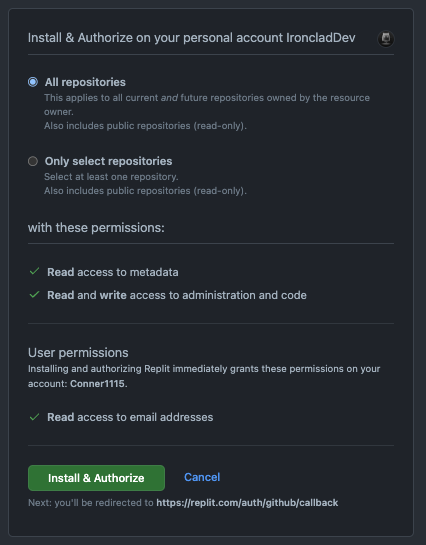 Install & Authorize on your personal account IroncladDev
All repositories
This applies to all current and future repositories owned by the resource
owner.
Also includes public repositories (read-only).
Only select repositories
Select at least one repository.
Also includes public repositories (read-only).
with these permissions:
Read access to metadata
Read and write access to administration and code
User permissions
Installing and authorizing Replit immediately grants these permissions on your
account: Conner1115.
Read access to email addresses
Install & Authorize
Cancel
Next: you'll be redirected to https://replit.com/auth/github/callback